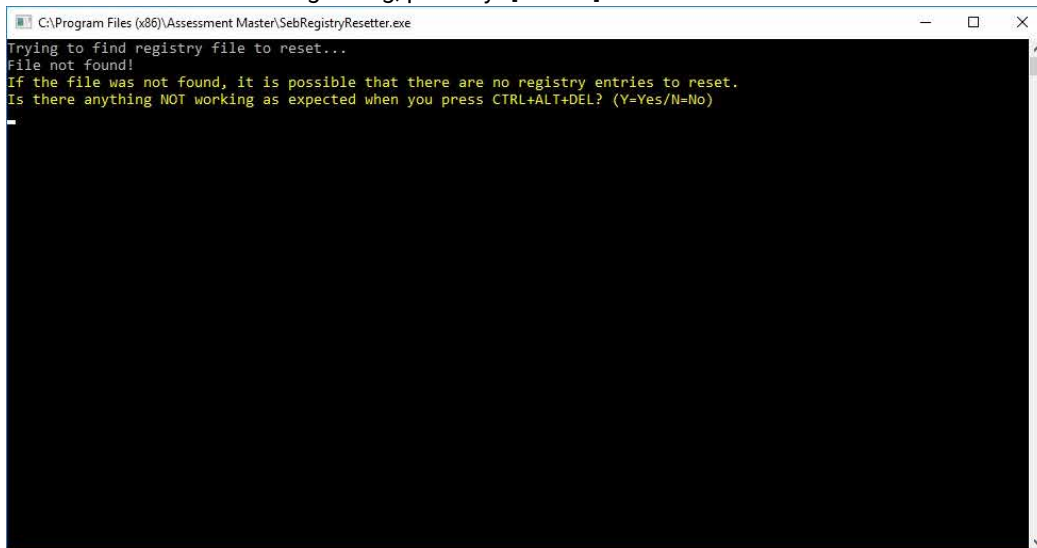 C:\Program Files (x86)\Assessment Master\SebRegistryResetter.exe
Trying to find registry file to reset...
File not found!
If the file was not found, it is possible that there are no registry entries to reset.
Is there anything NOT working as expected when you press CTRL+ALT+DEL? (Y=Yes/N=No)